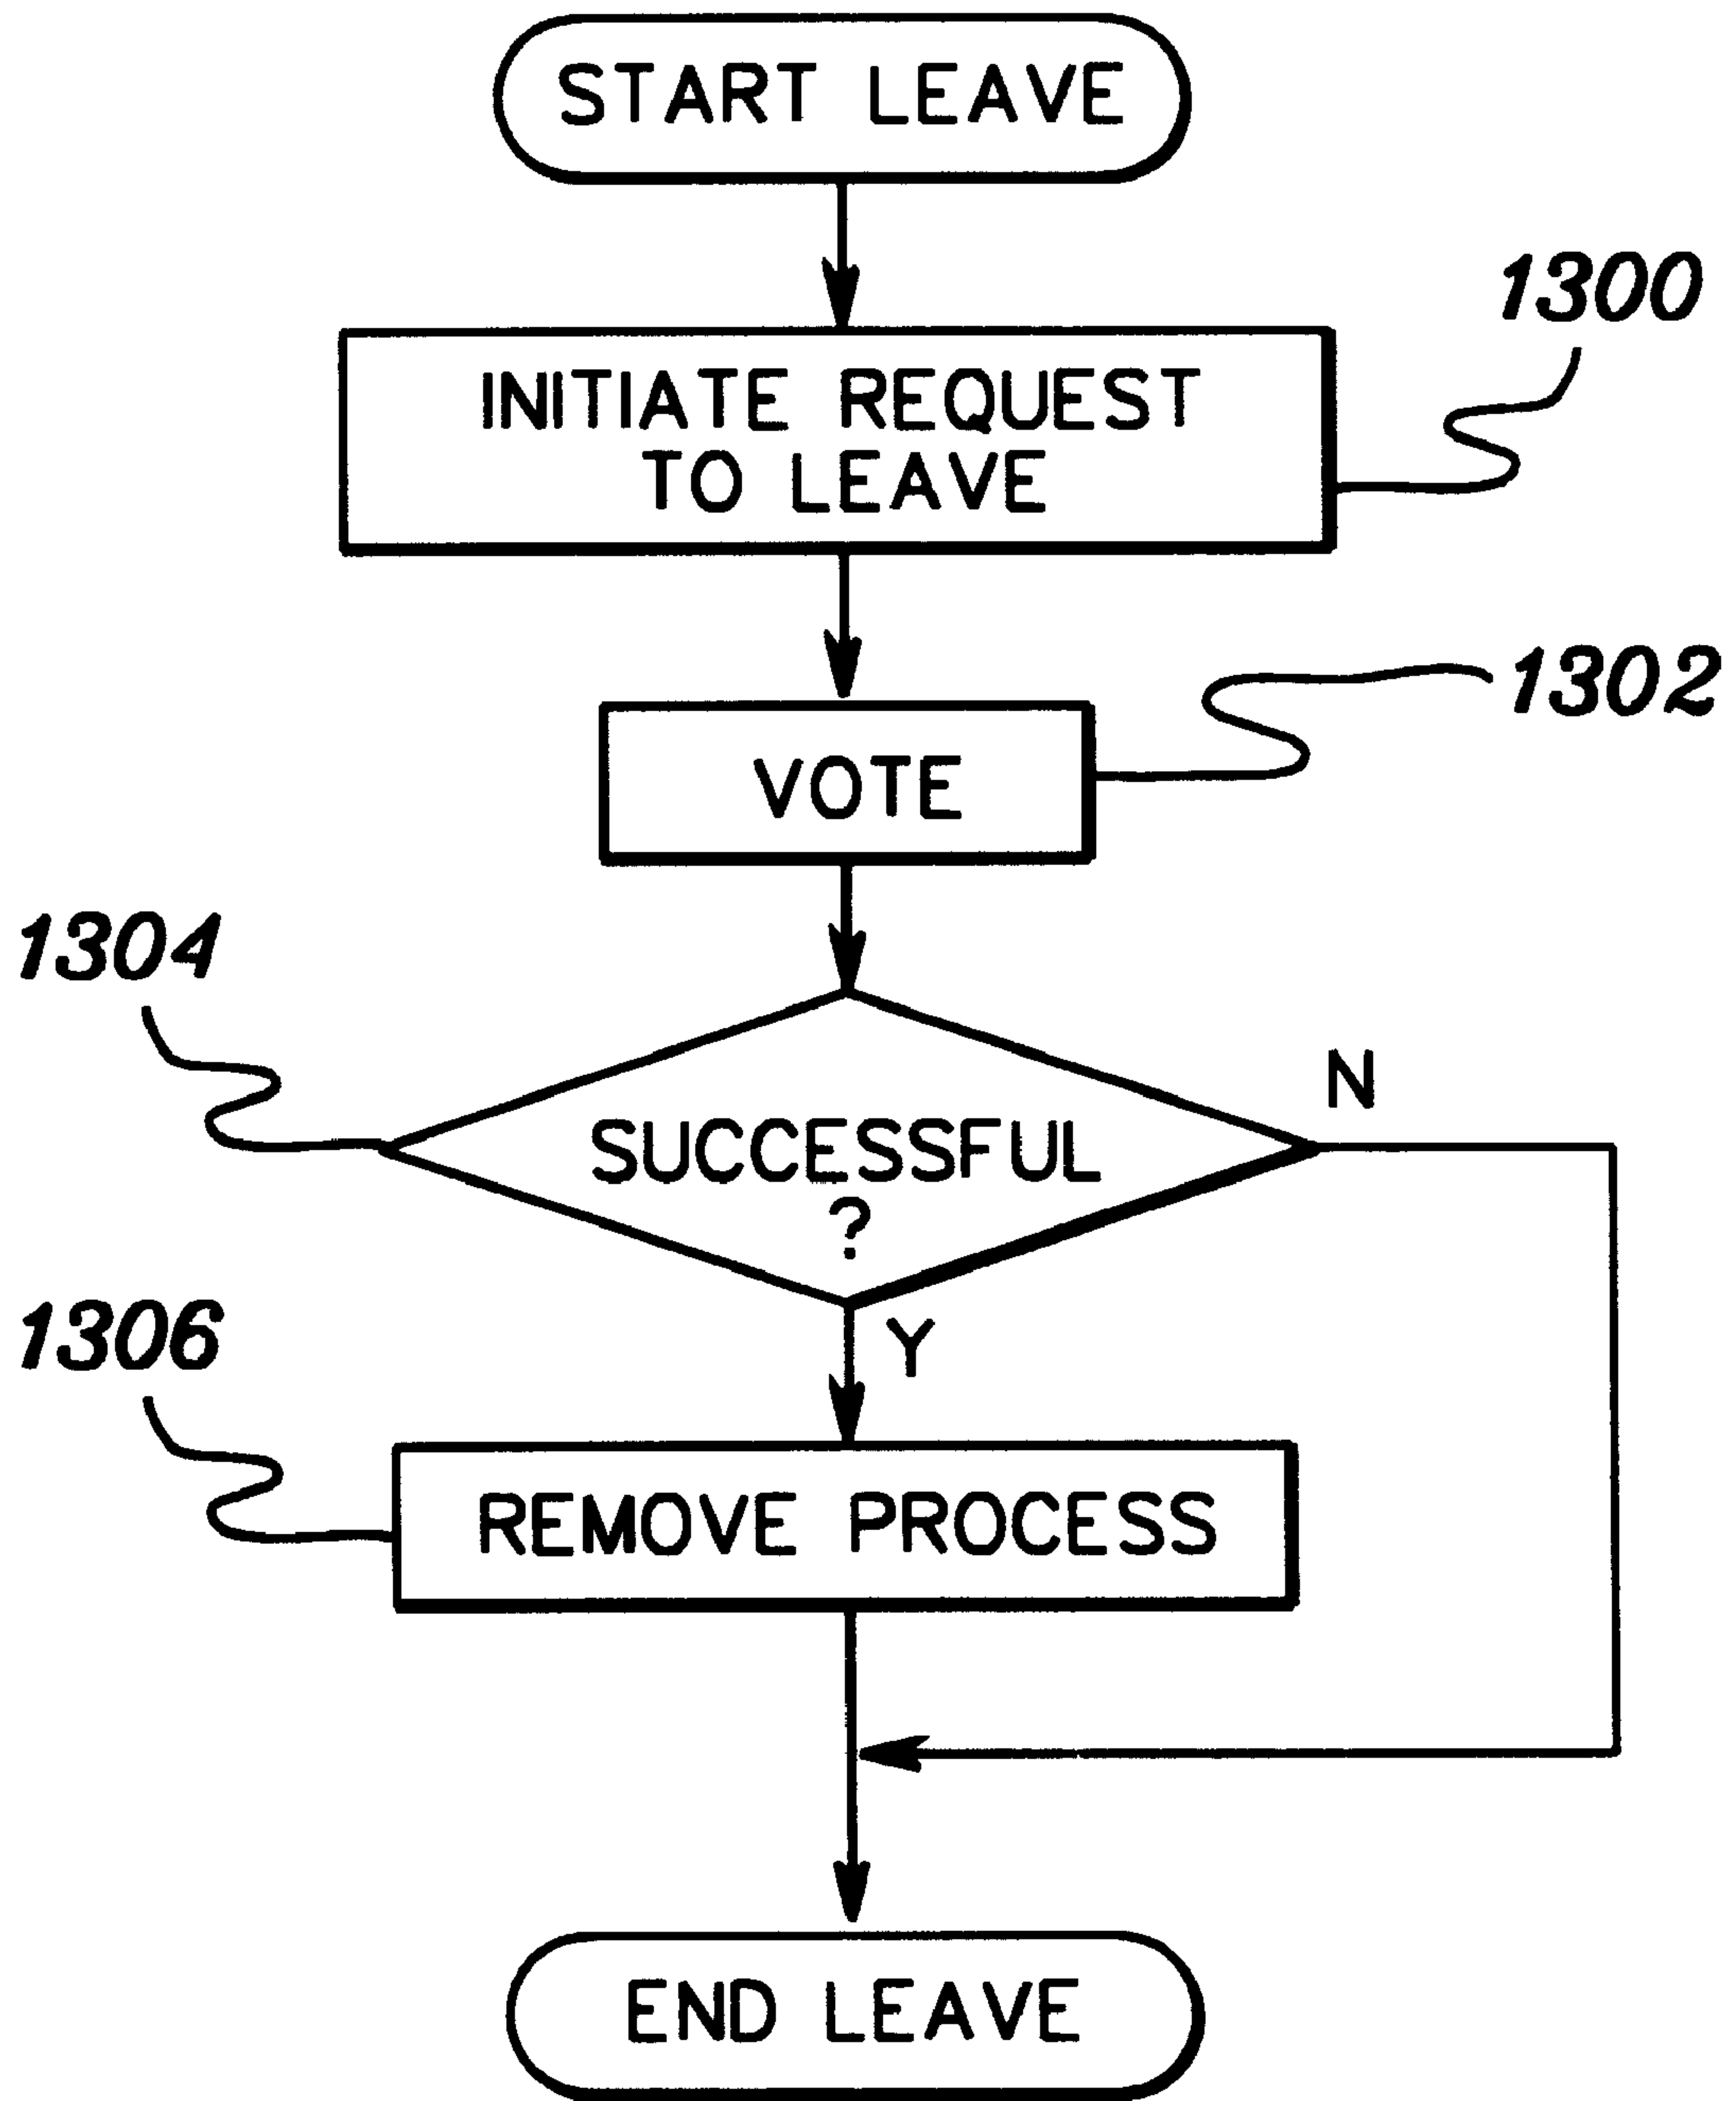 START LEAVE
1300
INITIATE REQUEST
TO LEAVE
1302
VOTE
1304
N
SUCCESSFUL
?
Y
1306
REMOVE PROCESS
END LEAVE